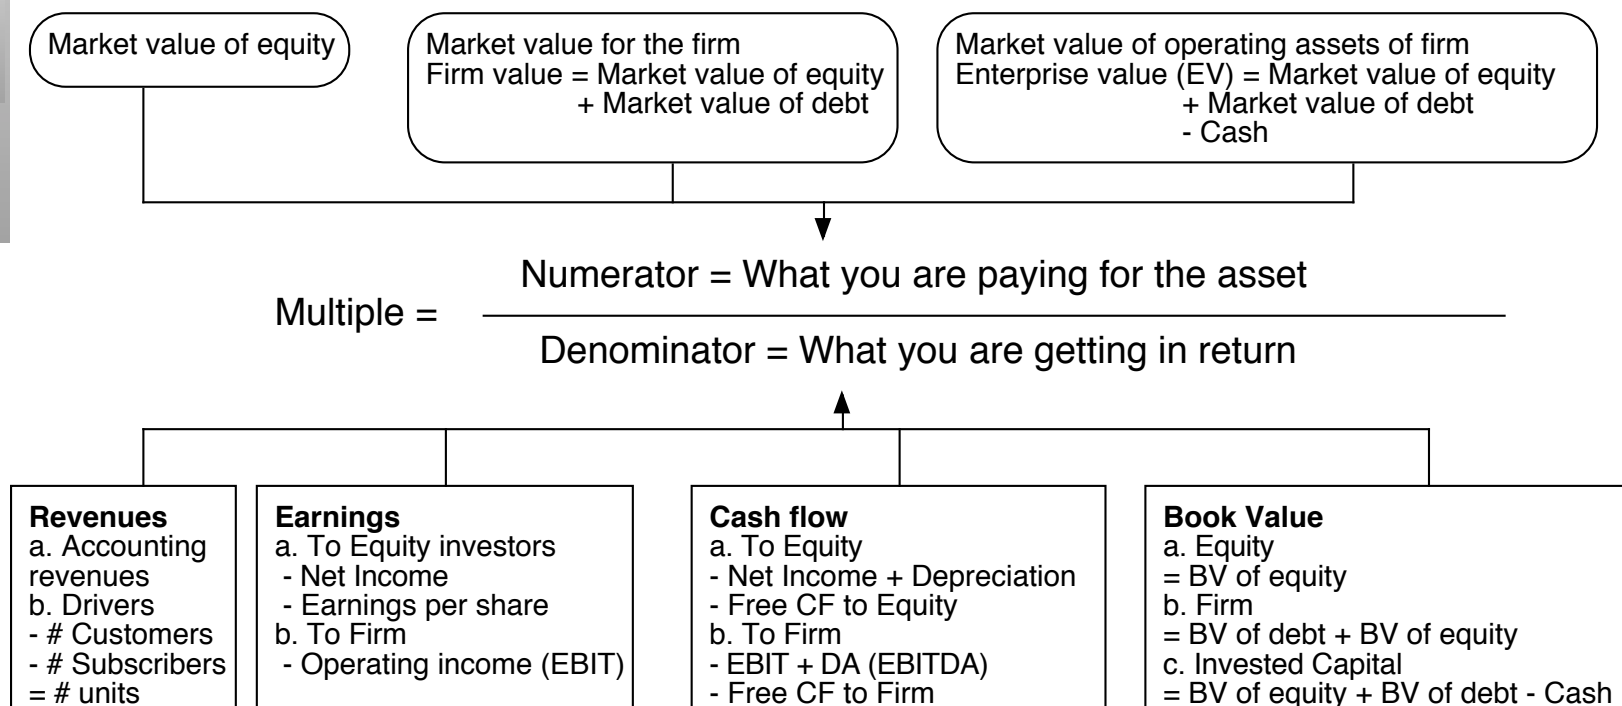 Market value of equity
Market value for the firm
Firm value = Market value of equity
+ Market value of debt
Market value of operating assets of firm
Enterprise value (EV) = Market value of equity
+ Market value of debt
- Cash
Multiple =
Numerator = What you are paying for the asset
Denominator = What you are getting in return
Revenues
a. Accounting
revenues
b. Drivers
- # Customers
- # Subscribers
= # units
Earnings
a. To Equity investors
- Net Income
- Earnings per share
b. To Firm
- Operating income (EBIT)
Cash flow
a. To Equity
- Net Income + Depreciation
- Free CF to Equity
b. To Firm
- EBIT + DA (EBITDA)
- Free CF to Firm
Book Value
a. Equity
= BV of equity
b. Firm
= BV of debt + BV of equity
c. Invested Capital
= BV of equity + BV of debt - Cash